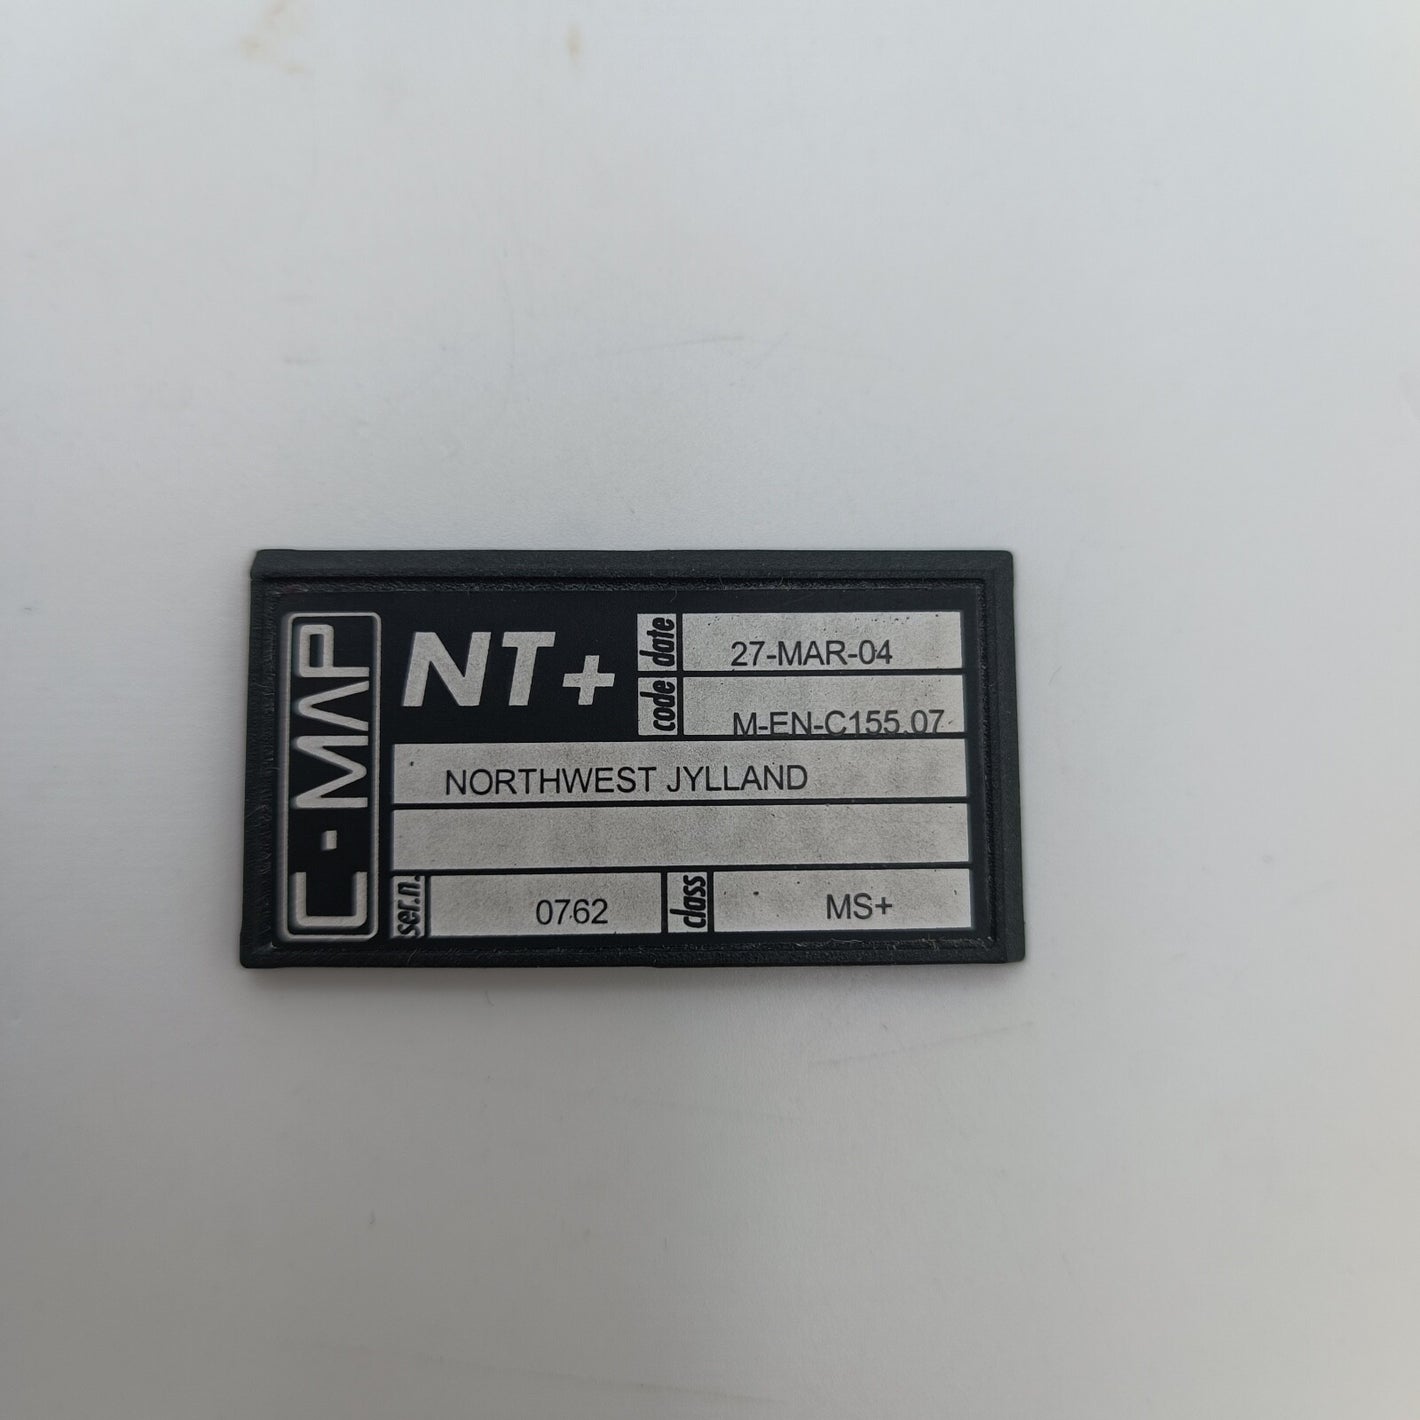 C-MAP
NT+
date 27-MAR-04
code M-EN-C155.07
NORTHWEST JYLLAND
ser.n. 0762 class MS+